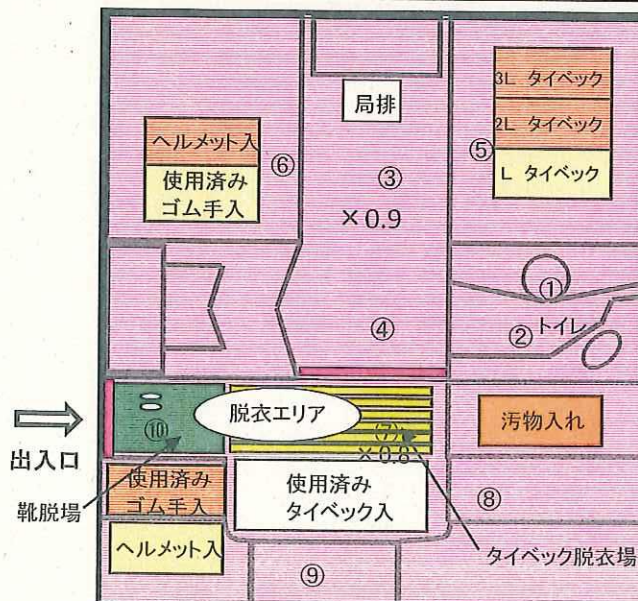 3L タイベック
2L タイベック
L タイベック
⑤
局排
③
×0.9
ヘルメット入
使用済み
ゴム手入
⑥
①
② トイレ
④
出入口
⑩
脱衣エリア
(7)
×0.8
汚物入れ
靴脱場
使用済み
ゴム手入
使用済み
タイベック入
⑧
ヘルメット入
⑨
タイベック脱衣場